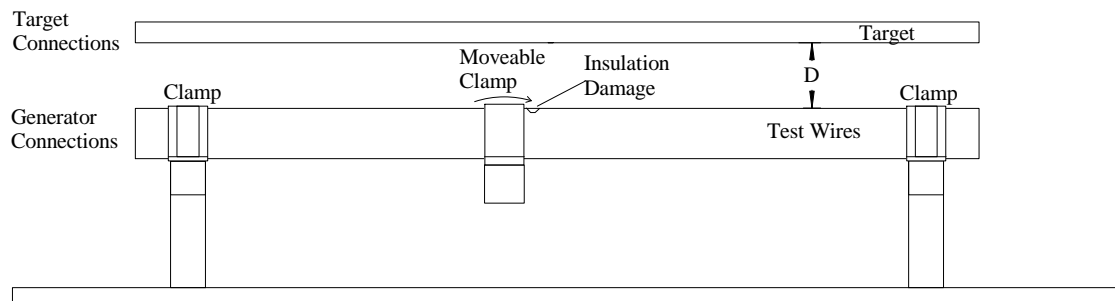 Target
Connections
Target
Moveable
Clamp
Insulation
Damage
D
Clamp
Clamp
Generator
Connections
Test Wires